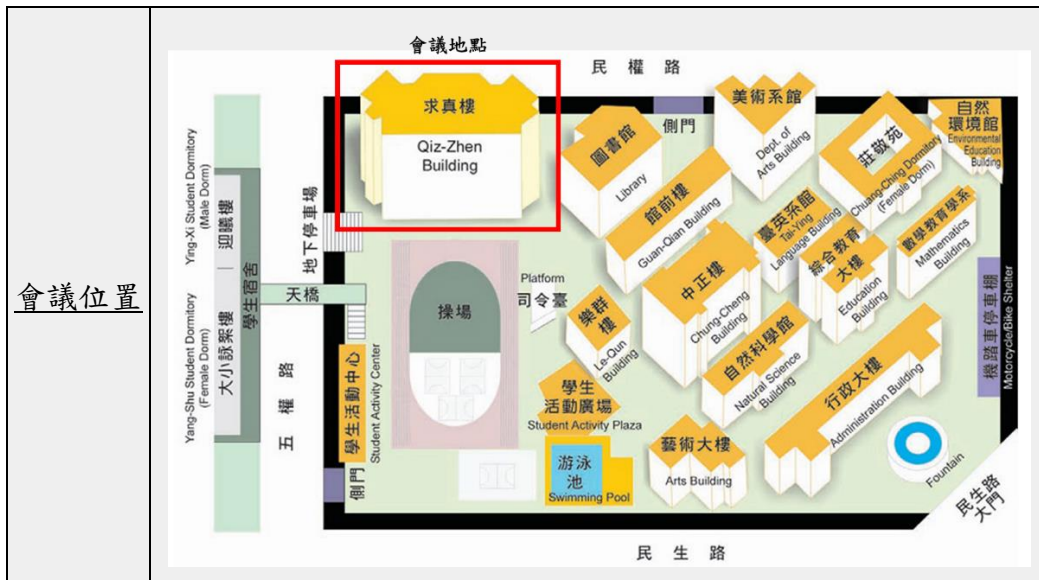 會議位置
會議地點
民權路
求真樓
Qiz-Zhen
Building
圖書館
Library
側門
美術系館
Dept. of
Arts Building
莊敬苑
Chuang-Ching Dormitory
(Female Dorm)
自然
環境館
Environmental
Education
Building
館前樓
Guan-Qian Building
臺英系館
Tai-Ying
Language Building
綜合教育
大樓
Education
Building
數學教育學系
Mathematics
Building
Ying-Xi Student Dormitory
(Male Dorm)
迎曦樓
學生宿舍
地下停車場
天橋
Yang-Shu Student Dormitory
(Female Dorm)
大小詠絮樓
五權路
操場
Platform
司令臺
樂群樓
Le-Qun
Building
中正樓
Chung-Cheng
Building
自然科學館
Natural Science
Building
行政大樓
Administration Building
機踏車停車棚
Motorcycle/Bike Shelter
學生活動中心
Student Activity Center
學生
活動廣場
Student Activity Plaza
游泳
池
Swimming Pool
藝術大樓
Arts Building
Fountain
側門
民生路
大門
民生路